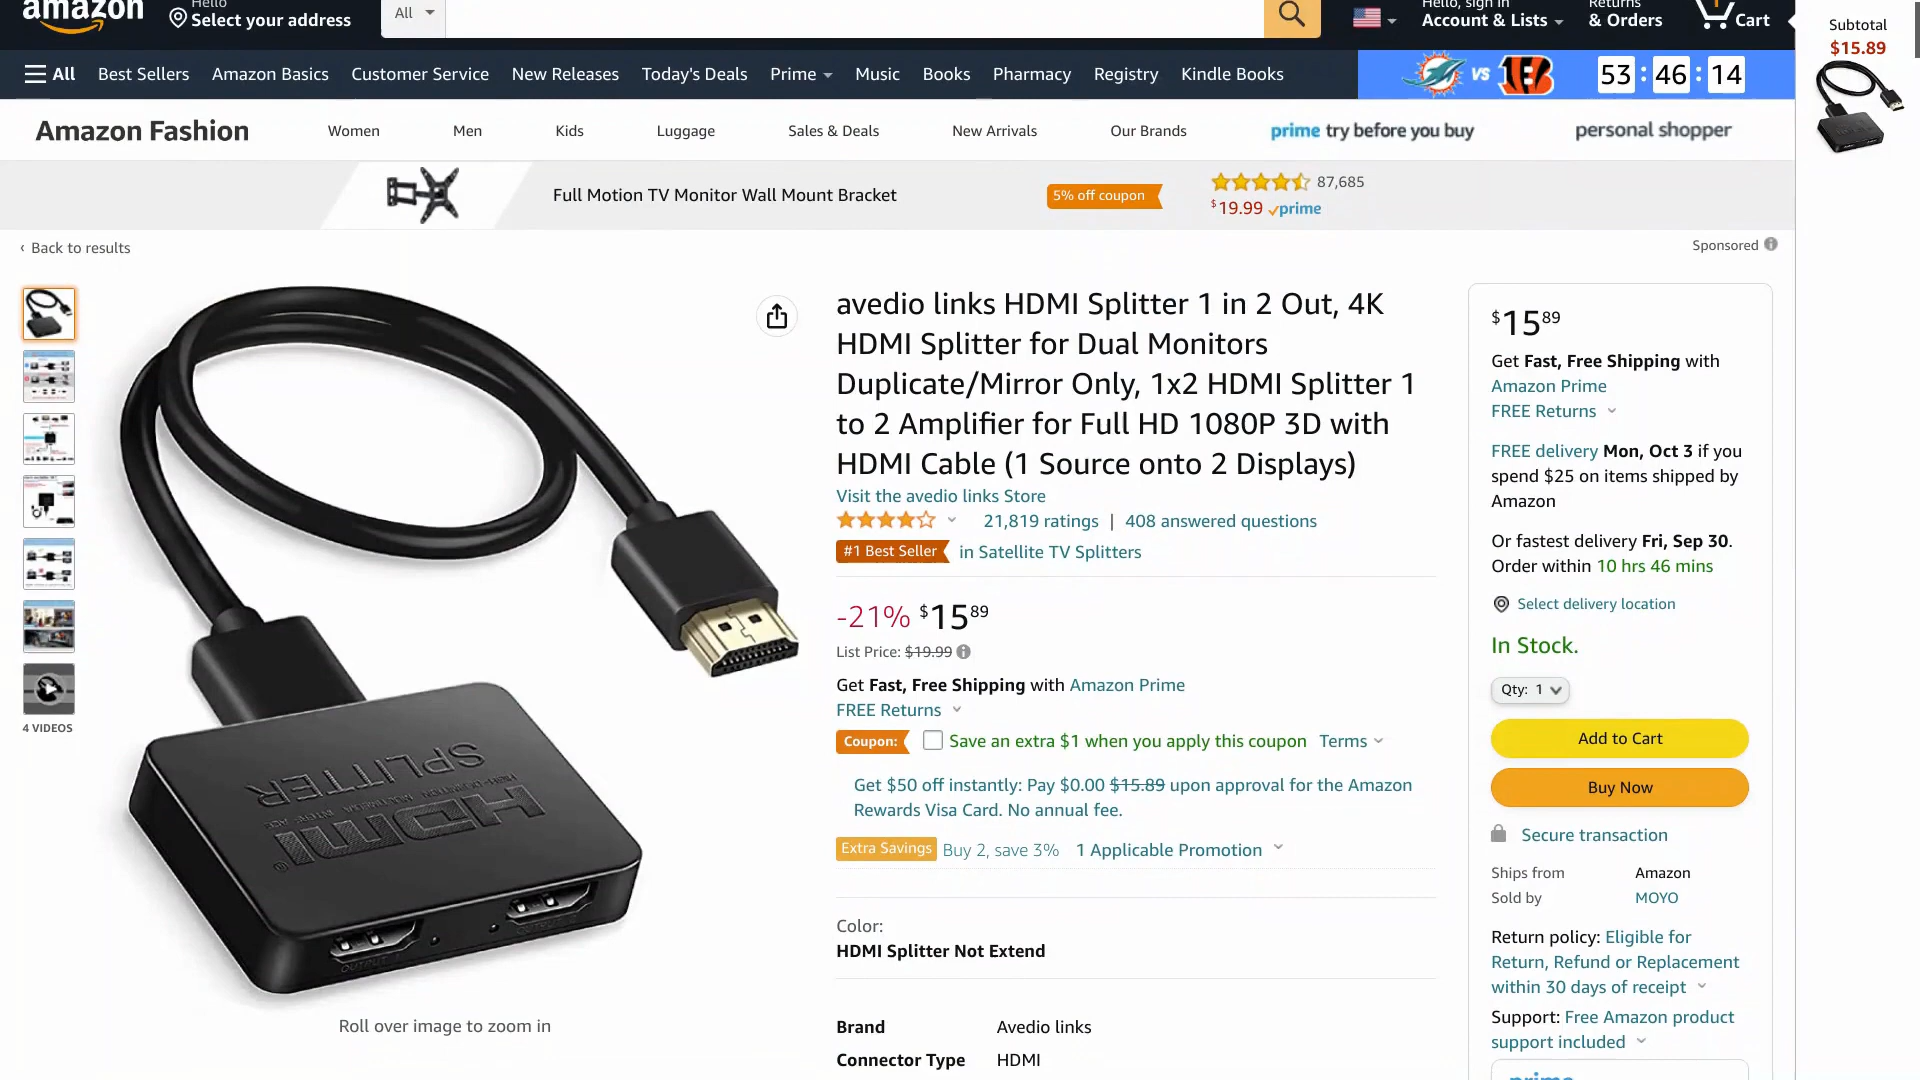 amazon
Hello
Select your address
All
Hello, sign in
Account & Lists
Returns
& Orders
Cart
Subtotal
$15.89
All
Best Sellers
Amazon Basics
Customer Service
New Releases
Today's Deals
Prime
Music
Books
Pharmacy
Registry
Kindle Books
VS
53 : 46 : 14
Amazon Fashion
Women
Men
Kids
Luggage
Sales & Deals
New Arrivals
Our Brands
prime try before you buy
personal shopper
Full Motion TV Monitor Wall Mount Bracket
5% off coupon
87,685
$19.99 prime
‹ Back to results
Sponsored
avedio links HDMI Splitter 1 in 2 Out, 4K
HDMI Splitter for Dual Monitors
Duplicate/Mirror Only, 1x2 HDMI Splitter 1
to 2 Amplifier for Full HD 1080P 3D with
HDMI Cable (1 Source onto 2 Displays)
Visit the avedio links Store
21,819 ratings | 408 answered questions
#1 Best Seller in Satellite TV Splitters
-21% $15 89
List Price: $19.99
Get Fast, Free Shipping with Amazon Prime
FREE Returns
Coupon: Save an extra $1 when you apply this coupon Terms
Get $50 off instantly: Pay $0.00 $15.89 upon approval for the Amazon
Rewards Visa Card. No annual fee.
Extra Savings Buy 2, save 3% 1 Applicable Promotion
Color:
HDMI Splitter Not Extend
Brand Avedio links
Connector Type HDMI
4 VIDEOS
SPLITTER
HIGH-DEFINITION MULTIMEDIA INTERFACE
HDMI®
OUTPUT
Roll over image to zoom in
$15 89
Get Fast, Free Shipping with
Amazon Prime
FREE Returns
FREE delivery Mon, Oct 3 if you
spend $25 on items shipped by
Amazon
Or fastest delivery Fri, Sep 30.
Order within 10 hrs 46 mins
Select delivery location
In Stock.
Qty: 1
Add to Cart
Buy Now
Secure transaction
Ships from Amazon
Sold by MOYO
Return policy: Eligible for
Return, Refund or Replacement
within 30 days of receipt
Support: Free Amazon product
support included
prime